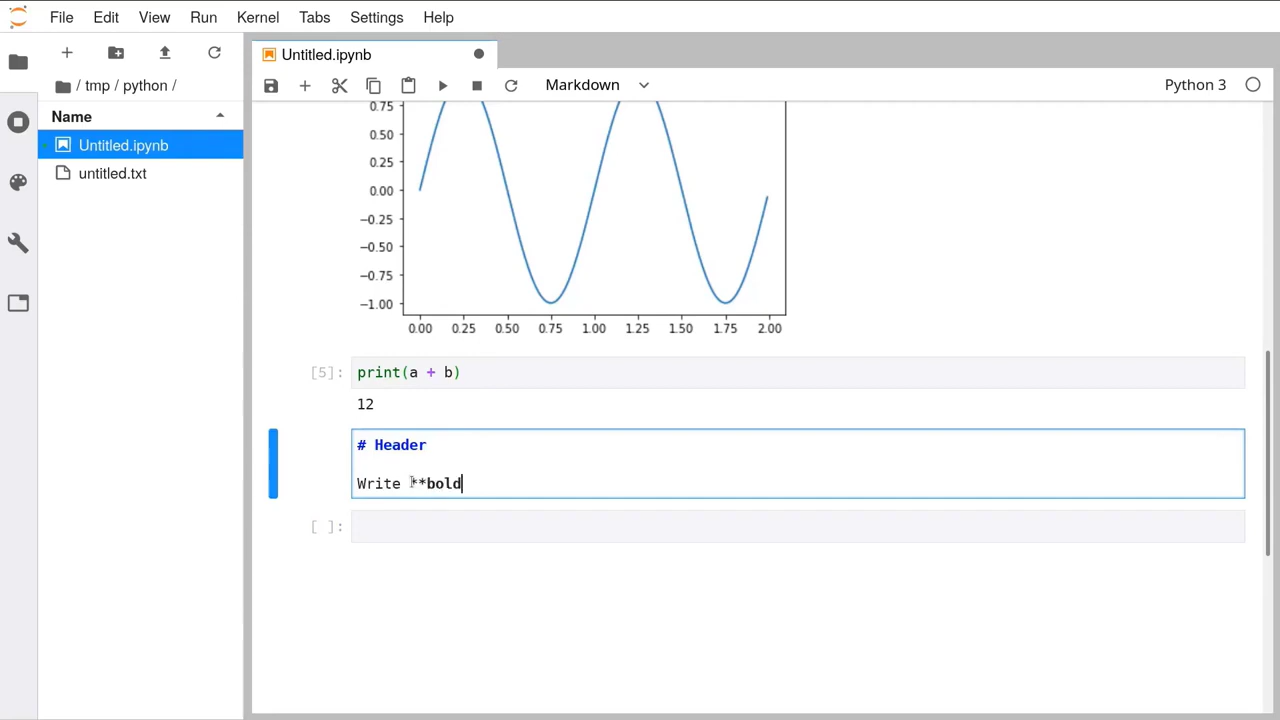 File Edit View Run Kernel Tabs Settings Help
Untitled.ipynb
/ tmp / python /
Markdown
Python 3
Name
Untitled.ipynb
untitled.txt
0.75
0.50
0.25
0.00
−0.25
−0.50
−0.75
−1.00
0.00 0.25 0.50 0.75 1.00 1.25 1.50 1.75 2.00
[5]: print(a + b)
12
# Header
Write **bold
[ ]: